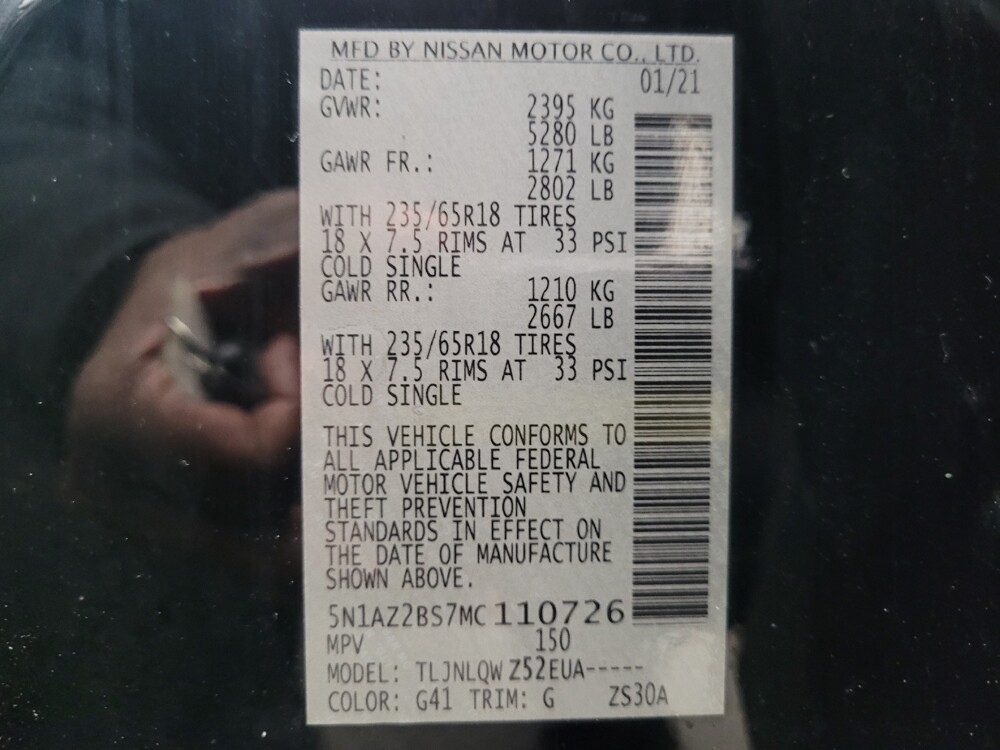 MFD BY NISSAN MOTOR CO., LTD.
DATE: 01/21
GVWR: 2395 KG
5280 LB
GAWR FR.: 1271 KG
2802 LB
WITH 235/65R18 TIRES
18 X 7.5 RIMS AT 33 PSI
COLD SINGLE
GAWR RR.: 1210 KG
2667 LB
WITH 235/65R18 TIRES
18 X 7.5 RIMS AT 33 PSI
COLD SINGLE
THIS VEHICLE CONFORMS TO
ALL APPLICABLE FEDERAL
MOTOR VEHICLE SAFETY AND
THEFT PREVENTION
STANDARDS IN EFFECT ON
THE DATE OF MANUFACTURE
SHOWN ABOVE.
5N1AZ2BS7MC 110726
MPV 150
MODEL: TLJNLQW Z52EUA-----
COLOR: G41 TRIM: G ZS30A